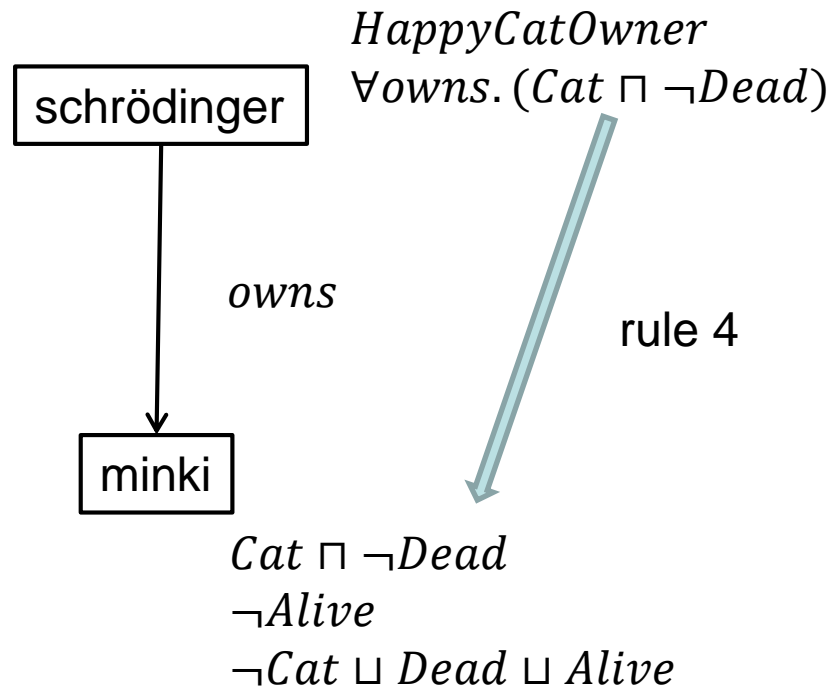 HappyCatOwner
∀owns.(Cat ⊓ ¬Dead)
schrödinger
owns
rule 4
minki
Cat ⊓ ¬Dead
¬Alive
¬Cat ⊔ Dead ⊔ Alive